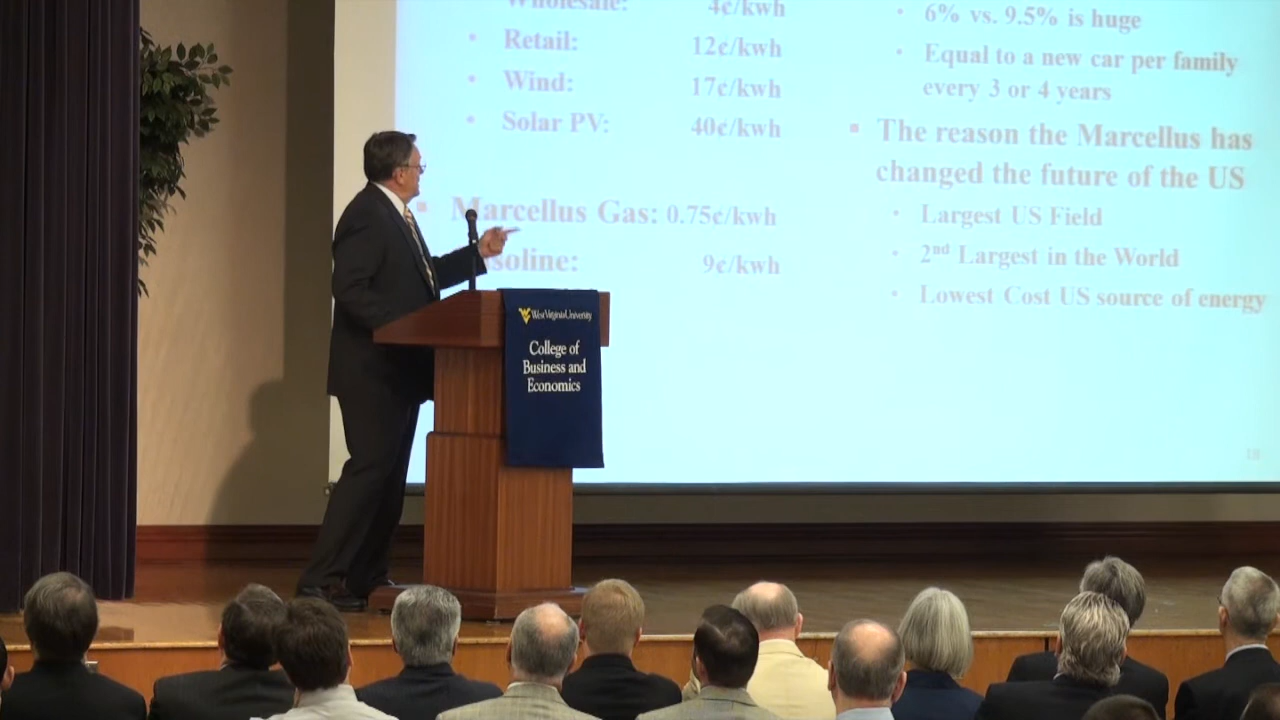 Wholesale: 4¢/kwh
• Retail: 12¢/kwh
• Wind: 17¢/kwh
• Solar PV: 40¢/kwh
▪ Marcellus Gas: 0.75¢/kwh
soline: 9¢/kwh
• 6% vs. 9.5% is huge
• Equal to a new car per family
every 3 or 4 years
▪ The reason the Marcellus has
changed the future of the US
• Largest US Field
• 2nd Largest in the World
• Lowest Cost US source of energy
West Virginia University
College of
Business and
Economics